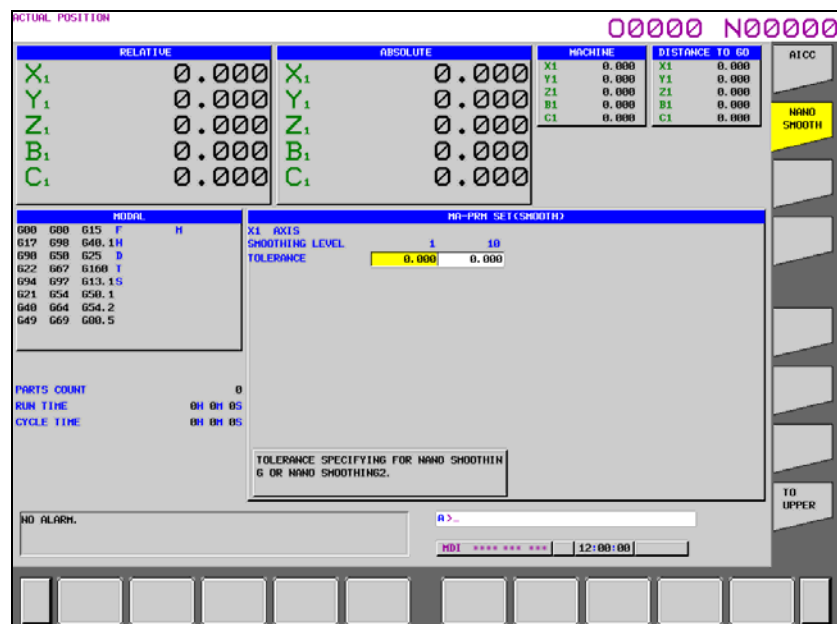 ACTUAL POSITION
O0000 N00000
RELATIVE
X1 0.000
Y1 0.000
Z1 0.000
B1 0.000
C1 0.000
ABSOLUTE
X1 0.000
Y1 0.000
Z1 0.000
B1 0.000
C1 0.000
MACHINE
X1 0.000
Y1 0.000
Z1 0.000
B1 0.000
C1 0.000
DISTANCE TO GO
X1 0.000
Y1 0.000
Z1 0.000
B1 0.000
C1 0.000
AICC
NANO
SMOOTH
TO
UPPER
MODAL
G00 G80 G15 F M
G17 G98 G40.1H
G90 G50 G25 D
G22 G67 G160 T
G94 G97 G13.1S
G21 G54 G50.1
G40 G64 G54.2
G49 G69 G80.5
PARTS COUNT 0
RUN TIME 0H 0M 0S
CYCLE TIME 0H 0M 0S
MA-PRM SET(SMOOTH)
X1 AXIS
SMOOTHING LEVEL 1 10
TOLERANCE 0.000 0.000
TOLERANCE SPECIFYING FOR NANO SMOOTHIN
G OR NANO SMOOTHING2.
NO ALARM.
A>_
MDI **** *** *** 12:00:00